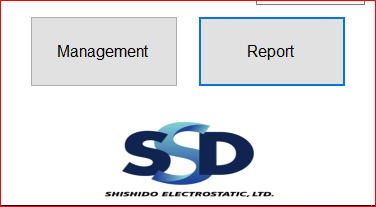 Management Report
SSD
SHISHIDO ELECTROSTATIC, LTD.